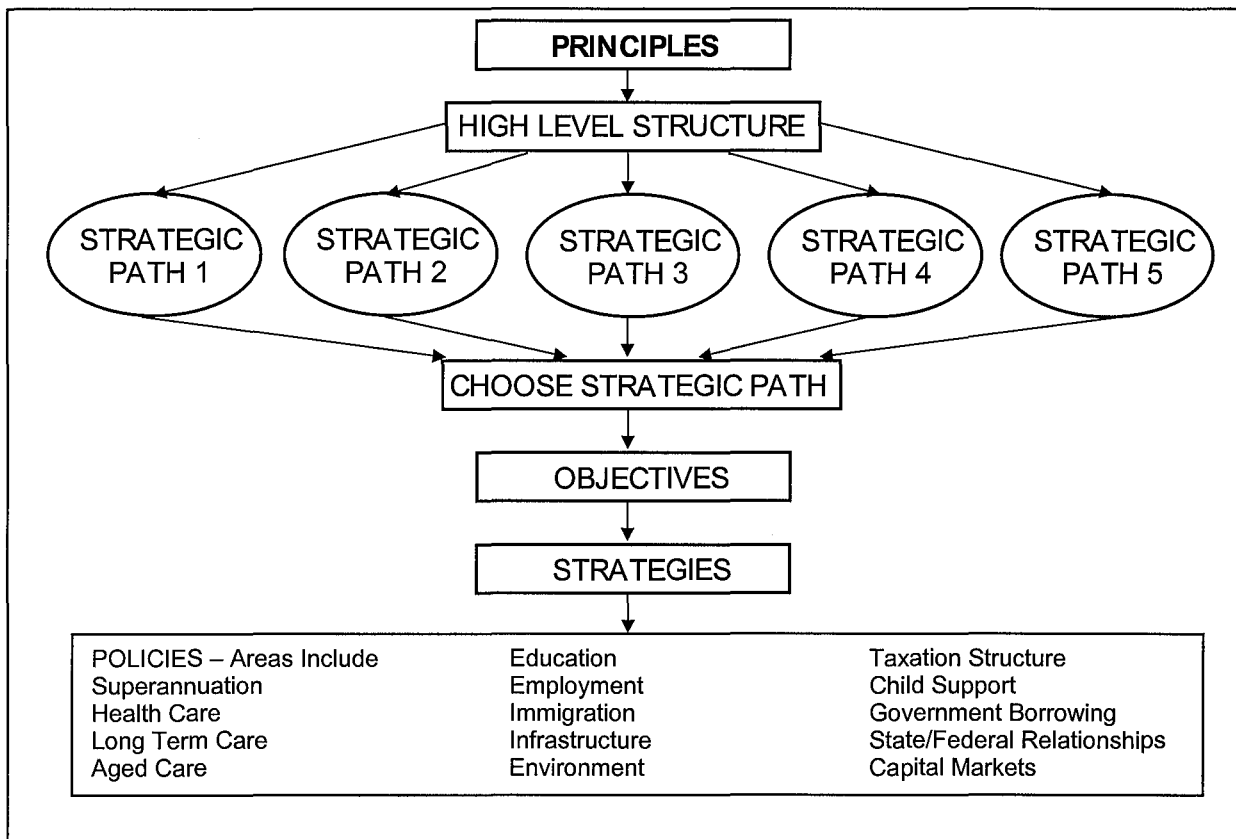 PRINCIPLES
HIGH LEVEL STRUCTURE
STRATEGIC
PATH 1
STRATEGIC
PATH 2
STRATEGIC
PATH 3
STRATEGIC
PATH 4
STRATEGIC
PATH 5
CHOOSE STRATEGIC PATH
OBJECTIVES
STRATEGIES
POLICIES – Areas Include
Superannuation
Health Care
Long Term Care
Aged Care
Education
Employment
Immigration
Infrastructure
Environment
Taxation Structure
Child Support
Government Borrowing
State/Federal Relationships
Capital Markets